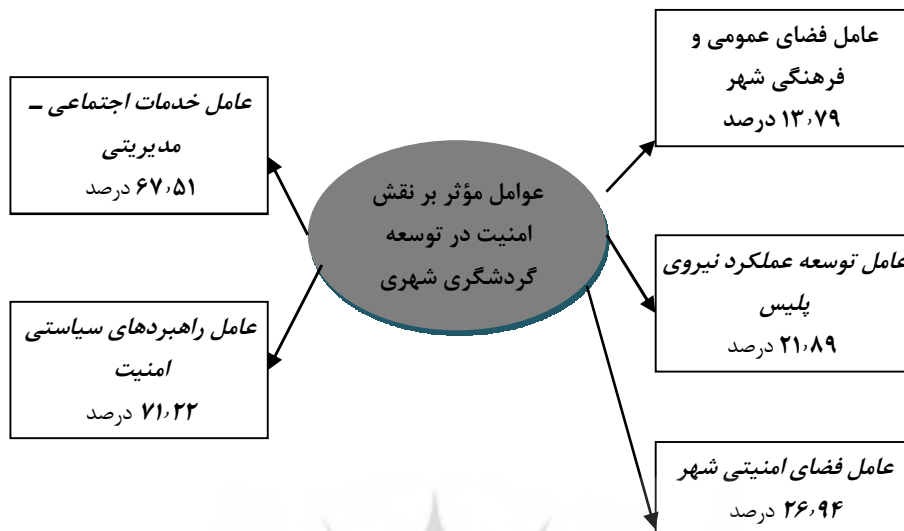 عامل فضای عمومی و
فرهنگی شهر
۱۳٫۷۹ درصد
عامل خدمات اجتماعی –
مدیریتی
۶۷٫۵۱ درصد
عوامل مؤثر بر نقش
امنیت در توسعه
گردشگری شهری
عامل توسعه عملکرد نیروی
پلیس
۲۱٫۸۹ درصد
عامل راهبردهای سیاستی
امنیت
۷۱٫۲۲ درصد
عامل فضای امنیتی شهر
۲۶٫۹۴ درصد